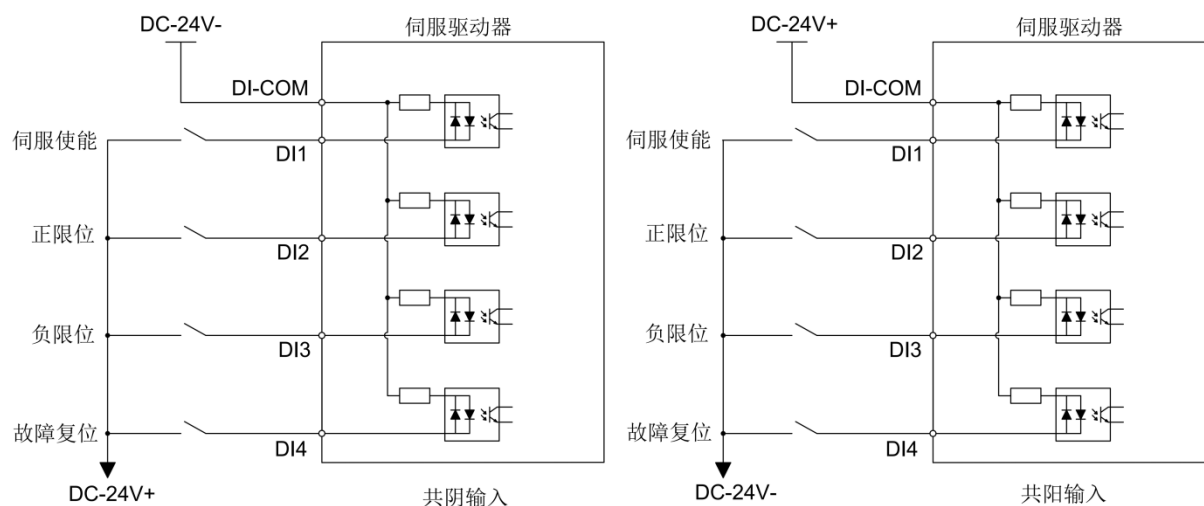 DC-24V-
伺服驱动器
DI-COM
伺服使能
DI1
正限位
DI2
负限位
DI3
故障复位
DI4
DC-24V+
共阴输入
DC-24V+
伺服驱动器
DI-COM
伺服使能
DI1
正限位
DI2
负限位
DI3
故障复位
DI4
DC-24V-
共阳输入